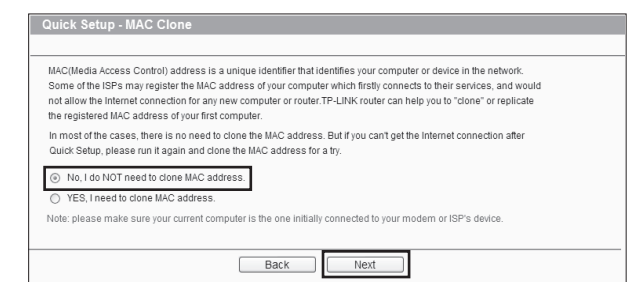 Quick Setup - MAC Clone
MAC(Media Access Control) address is a unique identifier that identifies your computer or device in the network.
Some of the ISPs may register the MAC address of your computer which firstly connects to their services, and would
not allow the Internet connection for any new computer or router.TP-LINK router can help you to "clone" or replicate
the registered MAC address of your first computer.
In most of the cases, there is no need to clone the MAC address. But if you can't get the Internet connection after
Quick Setup, please run it again and clone the MAC address for a try.
No, I do NOT need to clone MAC address.
YES, I need to clone MAC address.
Note: please make sure your current computer is the one initially connected to your modem or ISP's device.
Back Next